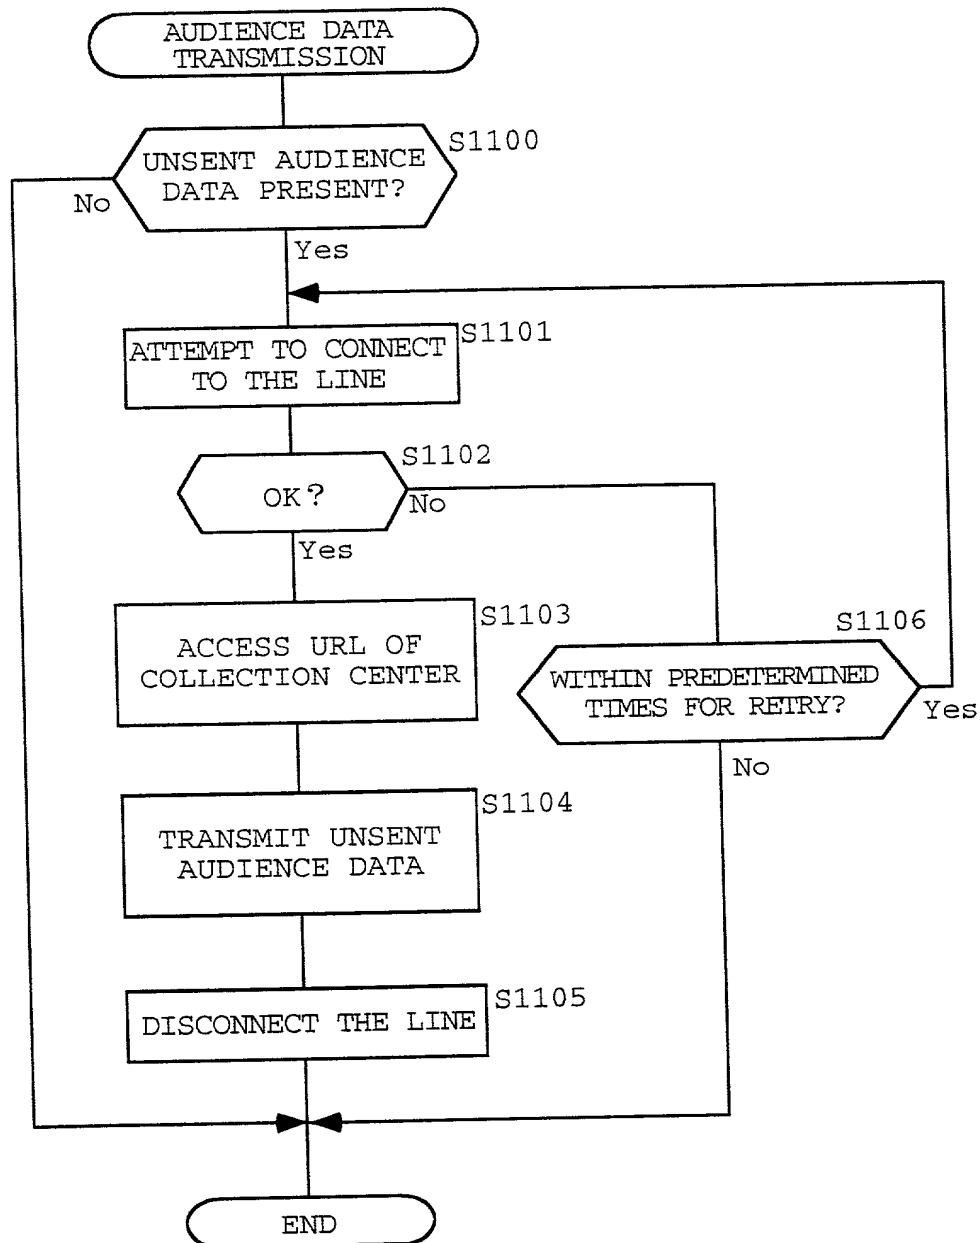 AUDIENCE DATA
TRANSMISSION
S1100
UNSENT AUDIENCE
DATA PRESENT?
No
Yes
S1101
ATTEMPT TO CONNECT
TO THE LINE
S1102
OK?
No
Yes
S1103
ACCESS URL OF
COLLECTION CENTER
S1106
WITHIN PREDETERMINED
TIMES FOR RETRY?
Yes
No
S1104
TRANSMIT UNSENT
AUDIENCE DATA
S1105
DISCONNECT THE LINE
END